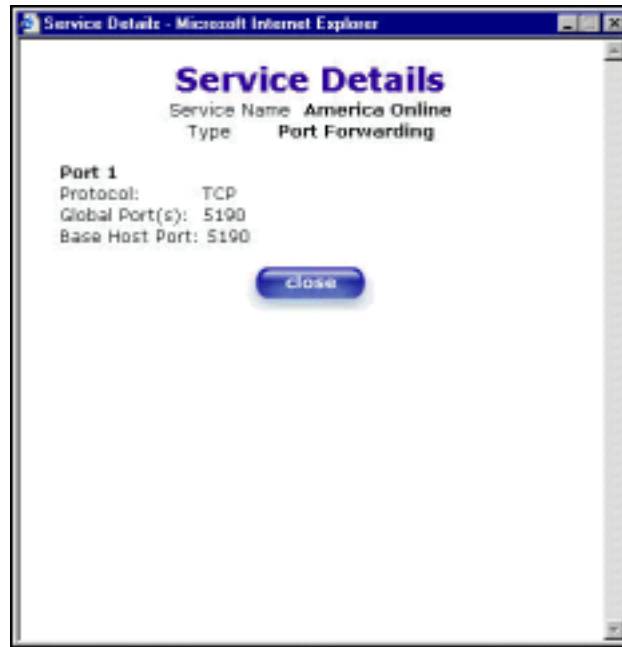 Service Details - Microsoft Internet Explorer
Service Details
Service Name America Online
Type Port Forwarding
Port 1
Protocol: TCP
Global Port(s): 5190
Base Host Port: 5190
close